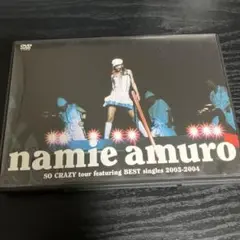 DVD
namie amuro
SO CRAZY tour featuring BEST singles 2003-2004